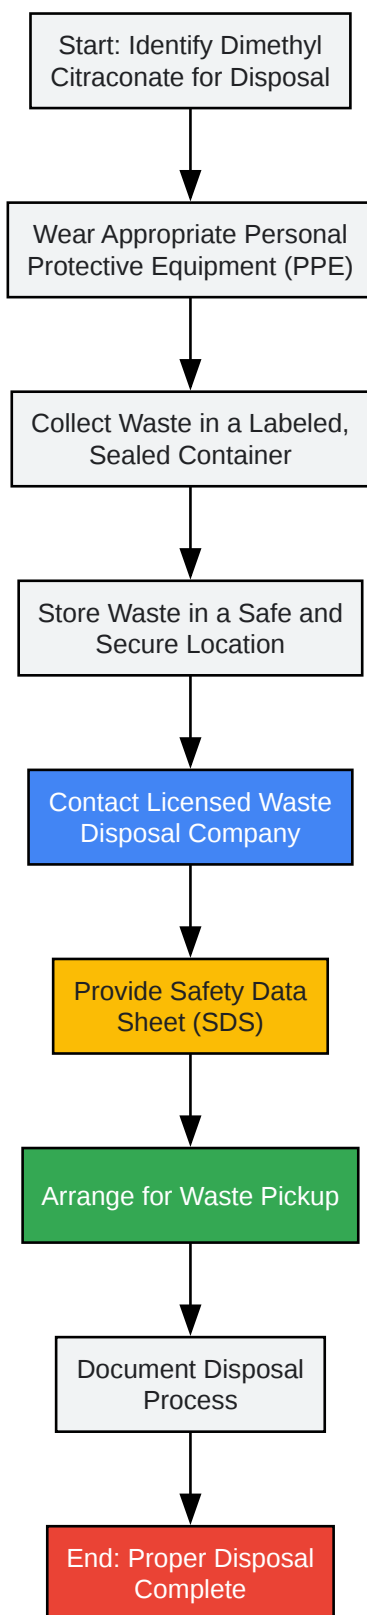 Start: Identify Dimethyl
Citraconate for Disposal
Wear Appropriate Personal
Protective Equipment (PPE)
Collect Waste in a Labeled,
Sealed Container
Store Waste in a Safe and
Secure Location
Contact Licensed Waste
Disposal Company
Provide Safety Data
Sheet (SDS)
Arrange for Waste Pickup
Document Disposal
Process
End: Proper Disposal
Complete